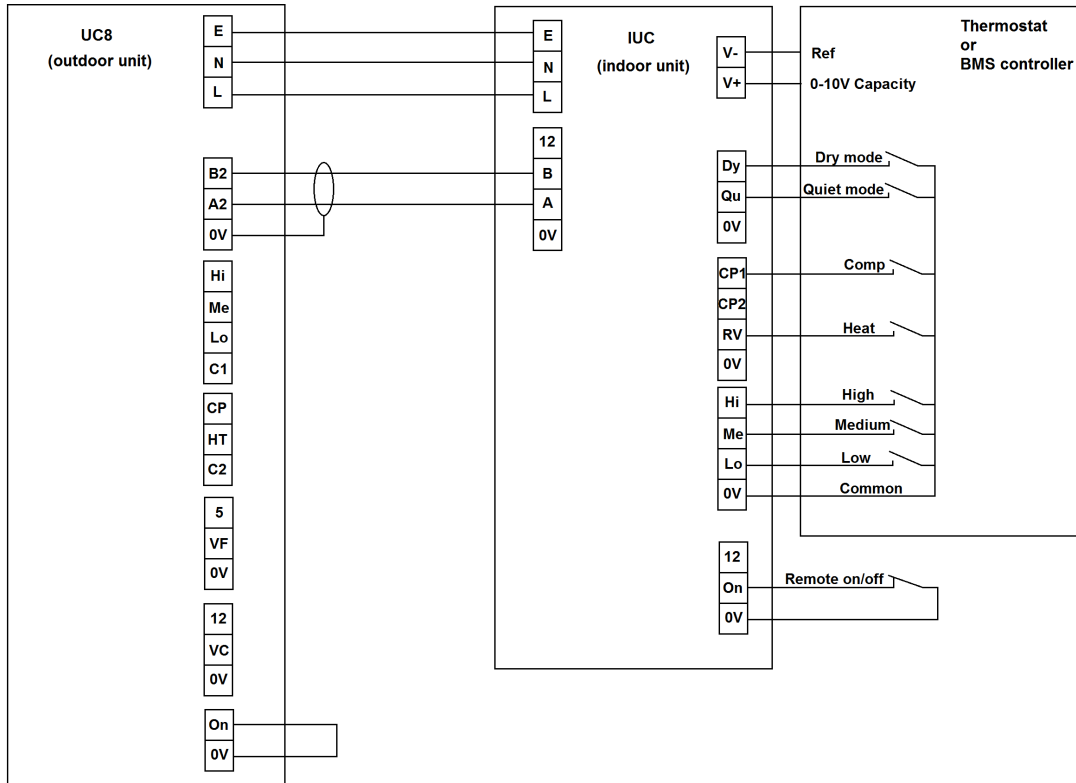 UC8
(outdoor unit)
E
N
L
B2
A2
0V
Hi
Me
Lo
C1
CP
HT
C2
5
VF
0V
12
VC
0V
On
0V
IUC
(indoor unit)
E
N
L
12
B
A
0V
V-
V+
Dy
Qu
0V
CP1
CP2
RV
0V
Hi
Me
Lo
0V
12
On
0V
Thermostat
or
BMS controller
Ref
0-10V Capacity
Dry mode
Quiet mode
Comp
Heat
High
Medium
Low
Common
Remote on/off